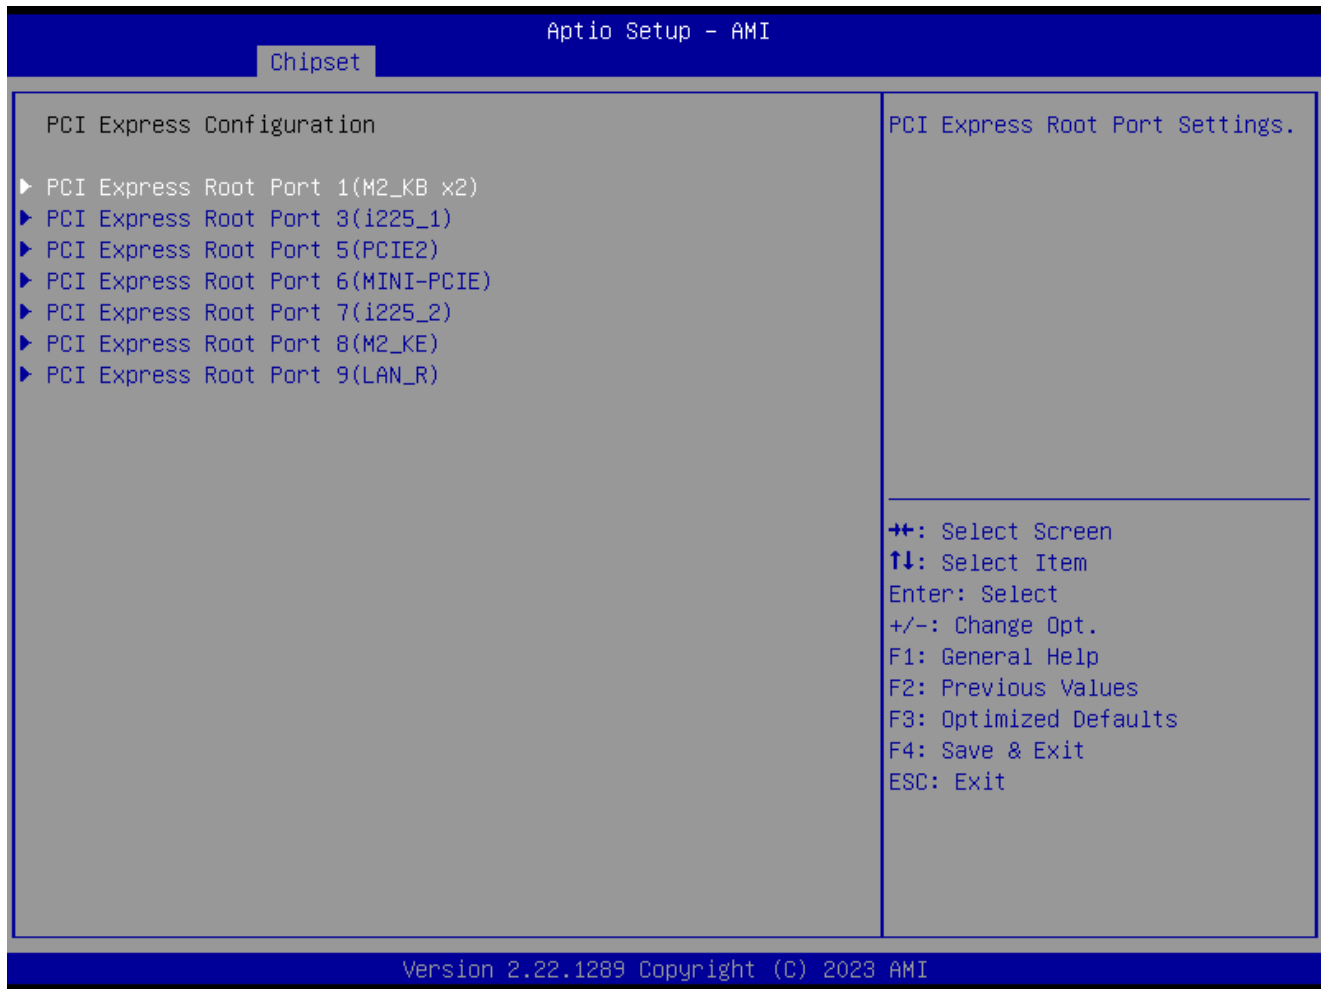 Aptio Setup – AMI
Chipset
PCI Express Configuration
▶ PCI Express Root Port 1(M2_KB x2)
▶ PCI Express Root Port 3(i225_1)
▶ PCI Express Root Port 5(PCIE2)
▶ PCI Express Root Port 6(MINI-PCIE)
▶ PCI Express Root Port 7(i225_2)
▶ PCI Express Root Port 8(M2_KE)
▶ PCI Express Root Port 9(LAN_R)
PCI Express Root Port Settings.
→←: Select Screen
↑↓: Select Item
Enter: Select
+/-: Change Opt.
F1: General Help
F2: Previous Values
F3: Optimized Defaults
F4: Save & Exit
ESC: Exit
Version 2.22.1289 Copyright (C) 2023 AMI